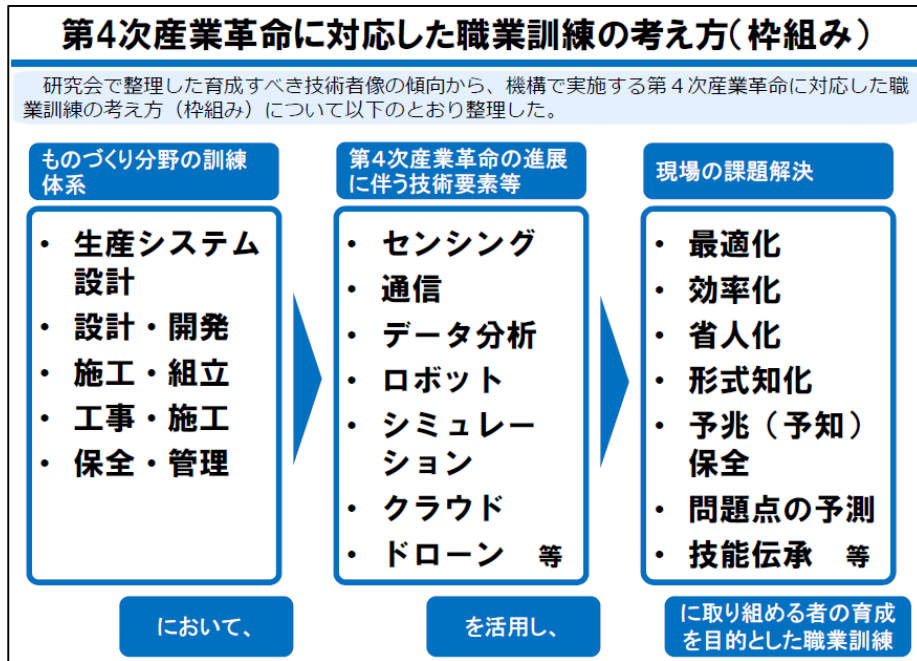 第4次産業革命に対応した職業訓練の考え方(枠組み)
研究会で整理した育成すべき技術者像の傾向から、機構で実施する第４次産業革命に対応した職
業訓練の考え方（枠組み）について以下のとおり整理した。
ものづくり分野の訓練
体系
・ 生産システム
設計
・ 設計・開発
・ 施工・組立
・ 工事・施工
・ 保全・管理
において、
第4次産業革命の進展
に伴う技術要素等
・ センシング
・ 通信
・ データ分析
・ ロボット
・ シミュレー
ション
・ クラウド
・ ドローン 等
を活用し、
現場の課題解決
・ 最適化
・ 効率化
・ 省人化
・ 形式知化
・ 予兆（予知）
保全
・ 問題点の予測
・ 技能伝承 等
に取り組める者の育成
を目的とした職業訓練